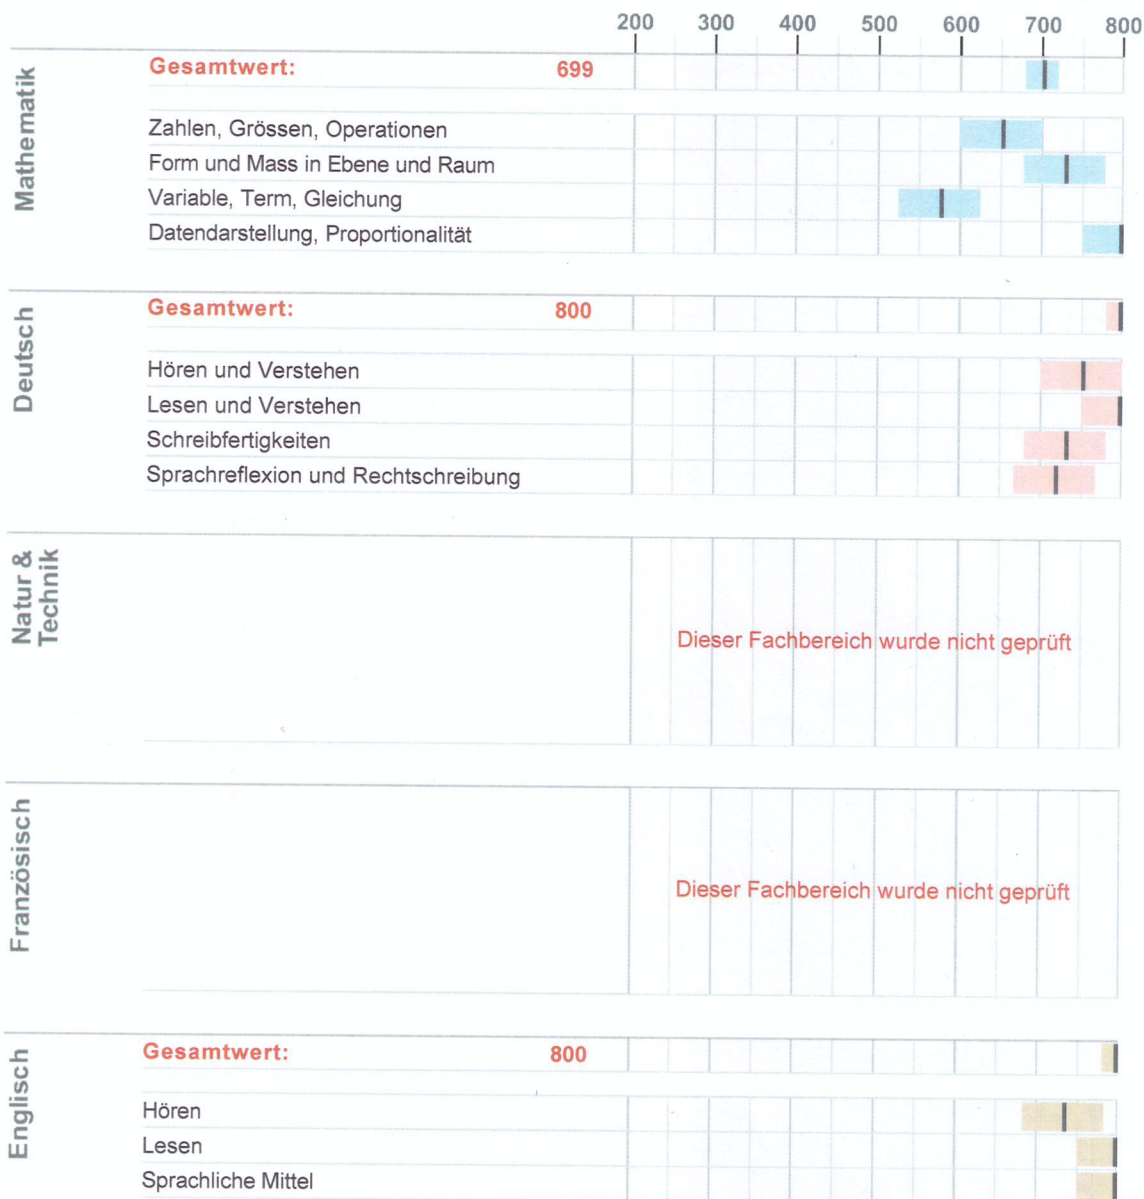 200 300 400 500 600 700 800
Mathematik
Gesamtwert: 699
Zahlen, Grössen, Operationen
Form und Mass in Ebene und Raum
Variable, Term, Gleichung
Datendarstellung, Proportionalität
Deutsch
Gesamtwert: 800
Hören und Verstehen
Lesen und Verstehen
Schreibfertigkeiten
Sprachreflexion und Rechtschreibung
Natur &
Technik
Dieser Fachbereich wurde nicht geprüft
Französisch
Dieser Fachbereich wurde nicht geprüft
Englisch
Gesamtwert: 800
Hören
Lesen
Sprachliche Mittel